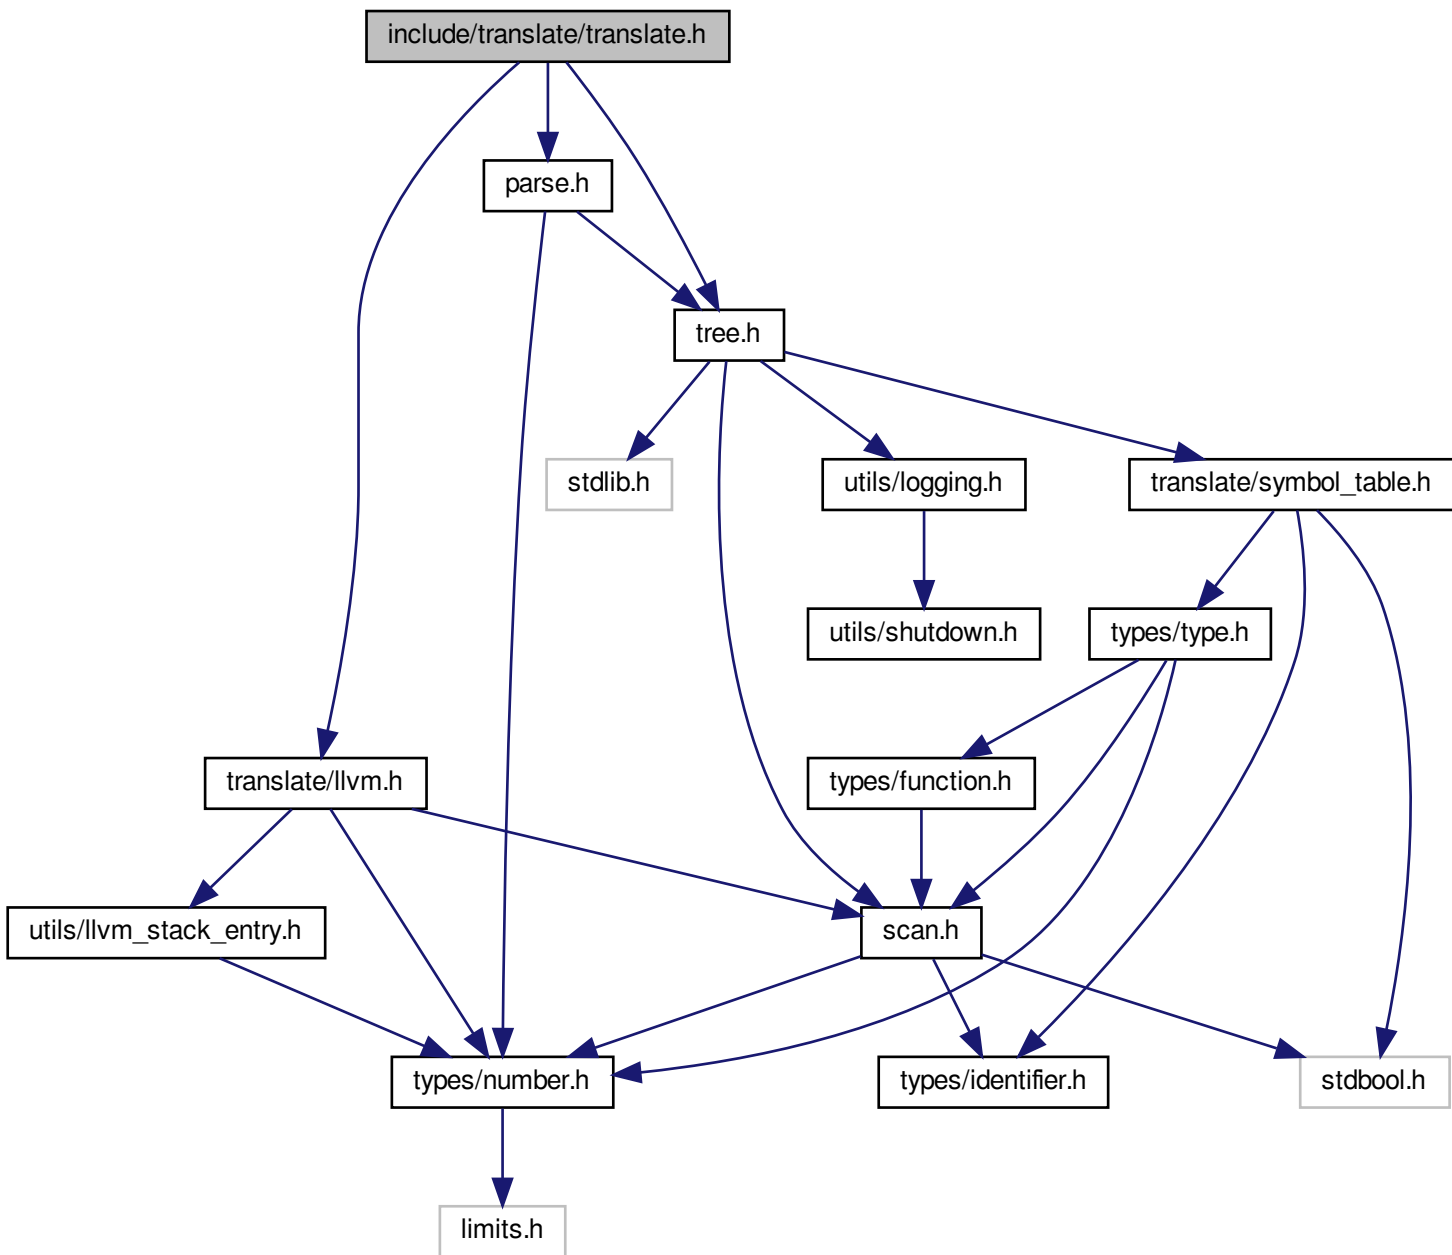 include/translate/translate.h
parse.h
tree.h
stdlib.h
utils/logging.h
translate/symbol_table.h
utils/shutdown.h
types/type.h
translate/llvm.h
types/function.h
utils/llvm_stack_entry.h
scan.h
types/number.h
types/identifier.h
stdbool.h
limits.h